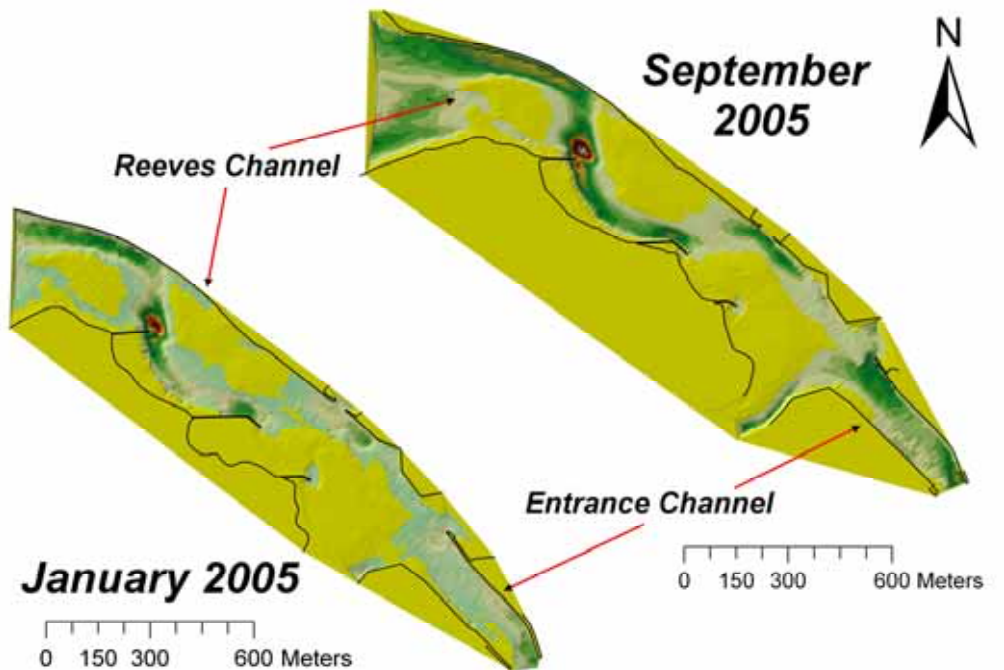 N
September
2005
Reeves Channel
Entrance Channel
0 150 300 600 Meters
January 2005
0 150 300 600 Meters